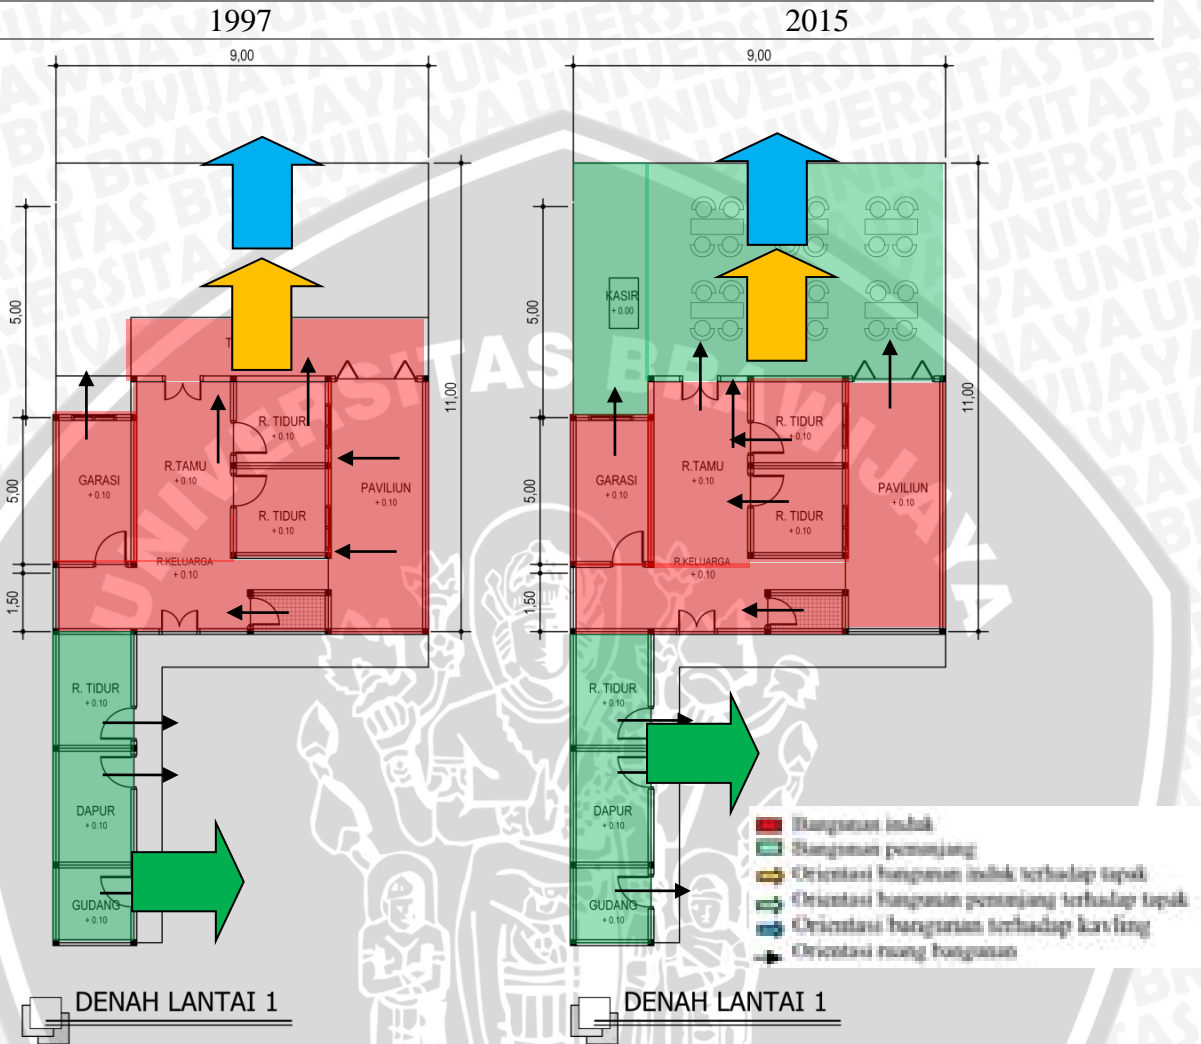 1997
2015
9,00
9,00
5,00
5,00
11,00
11,00
KASIR
+ 0.00
R. TIDUR
+ 0.10
R. TIDUR
+ 0.10
GARASI
+ 0.10
R.TAMU
+ 0.10
PAVILIUN
+ 0.10
GARASI
+ 0.10
R.TAMU
+ 0.10
PAVILIUN
+ 0.10
5,00
5,00
R. TIDUR
+ 0.10
R. TIDUR
+ 0.10
R.KELUARGA
+ 0.10
R.KELUARGA
+ 0.10
1,50
1,50
R. TIDUR
+ 0.10
R. TIDUR
+ 0.10
DAPUR
+ 0.10
DAPUR
+ 0.10
GUDANG
+ 0.10
GUDANG
+ 0.10
Bangunan induk
Bangunan penunjang
Orientasi bangunan induk terhadap tapak
Orientasi bangunan penunjang terhadap tapak
Orientasi bangunan terhadap kavling
Orientasi ruang bangunan
DENAH LANTAI 1
DENAH LANTAI 1
UNIVERSITAS BRAWIJAYA